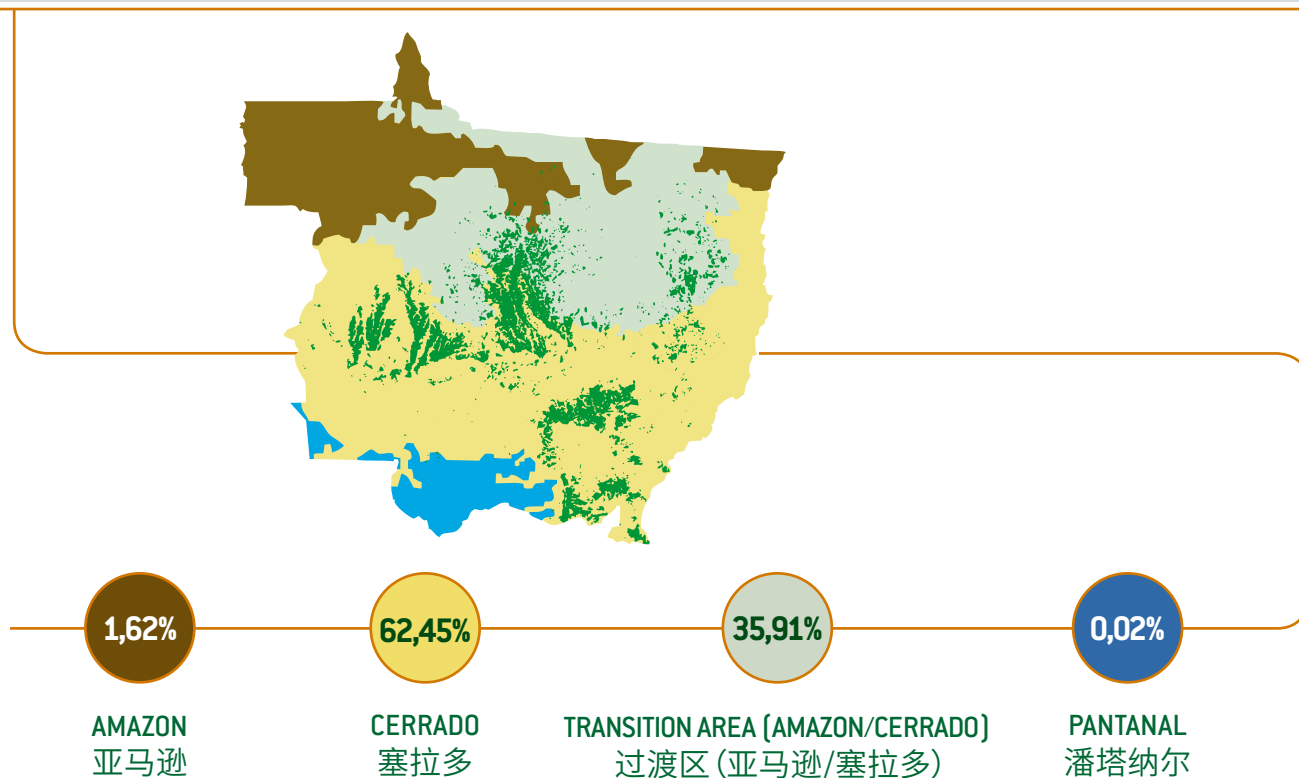 1,62%
62,45%
35,91%
0,02%
AMAZON
亚马逊
CERRADO
塞拉多
TRANSITION AREA (AMAZON/CERRADO)
过渡区(亚马逊/塞拉多)
PANTANAL
潘塔纳尔